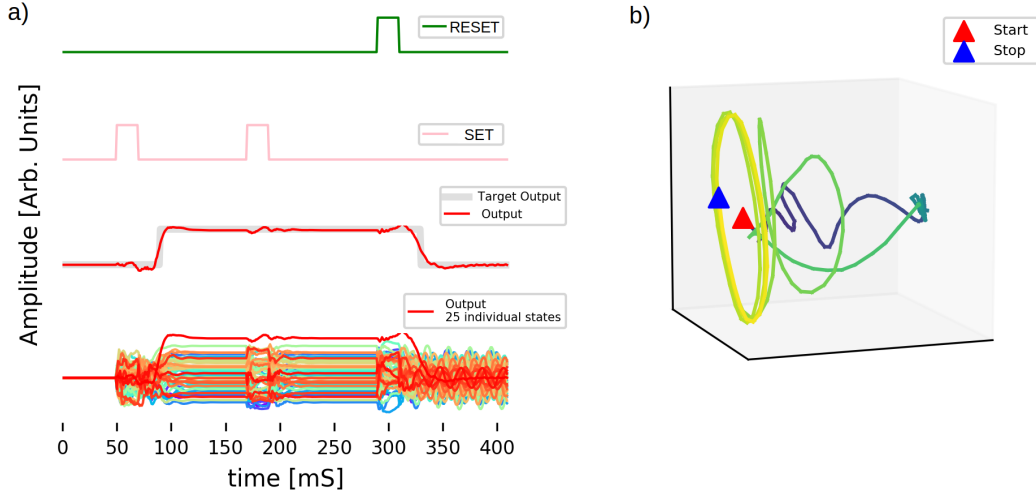 a)
RESET
SET
Target Output
Output
Output
25 individual states
Amplitude [Arb. Units]
0 50 100 150 200 250 300 350 400
time [mS]
b)
Start
Stop